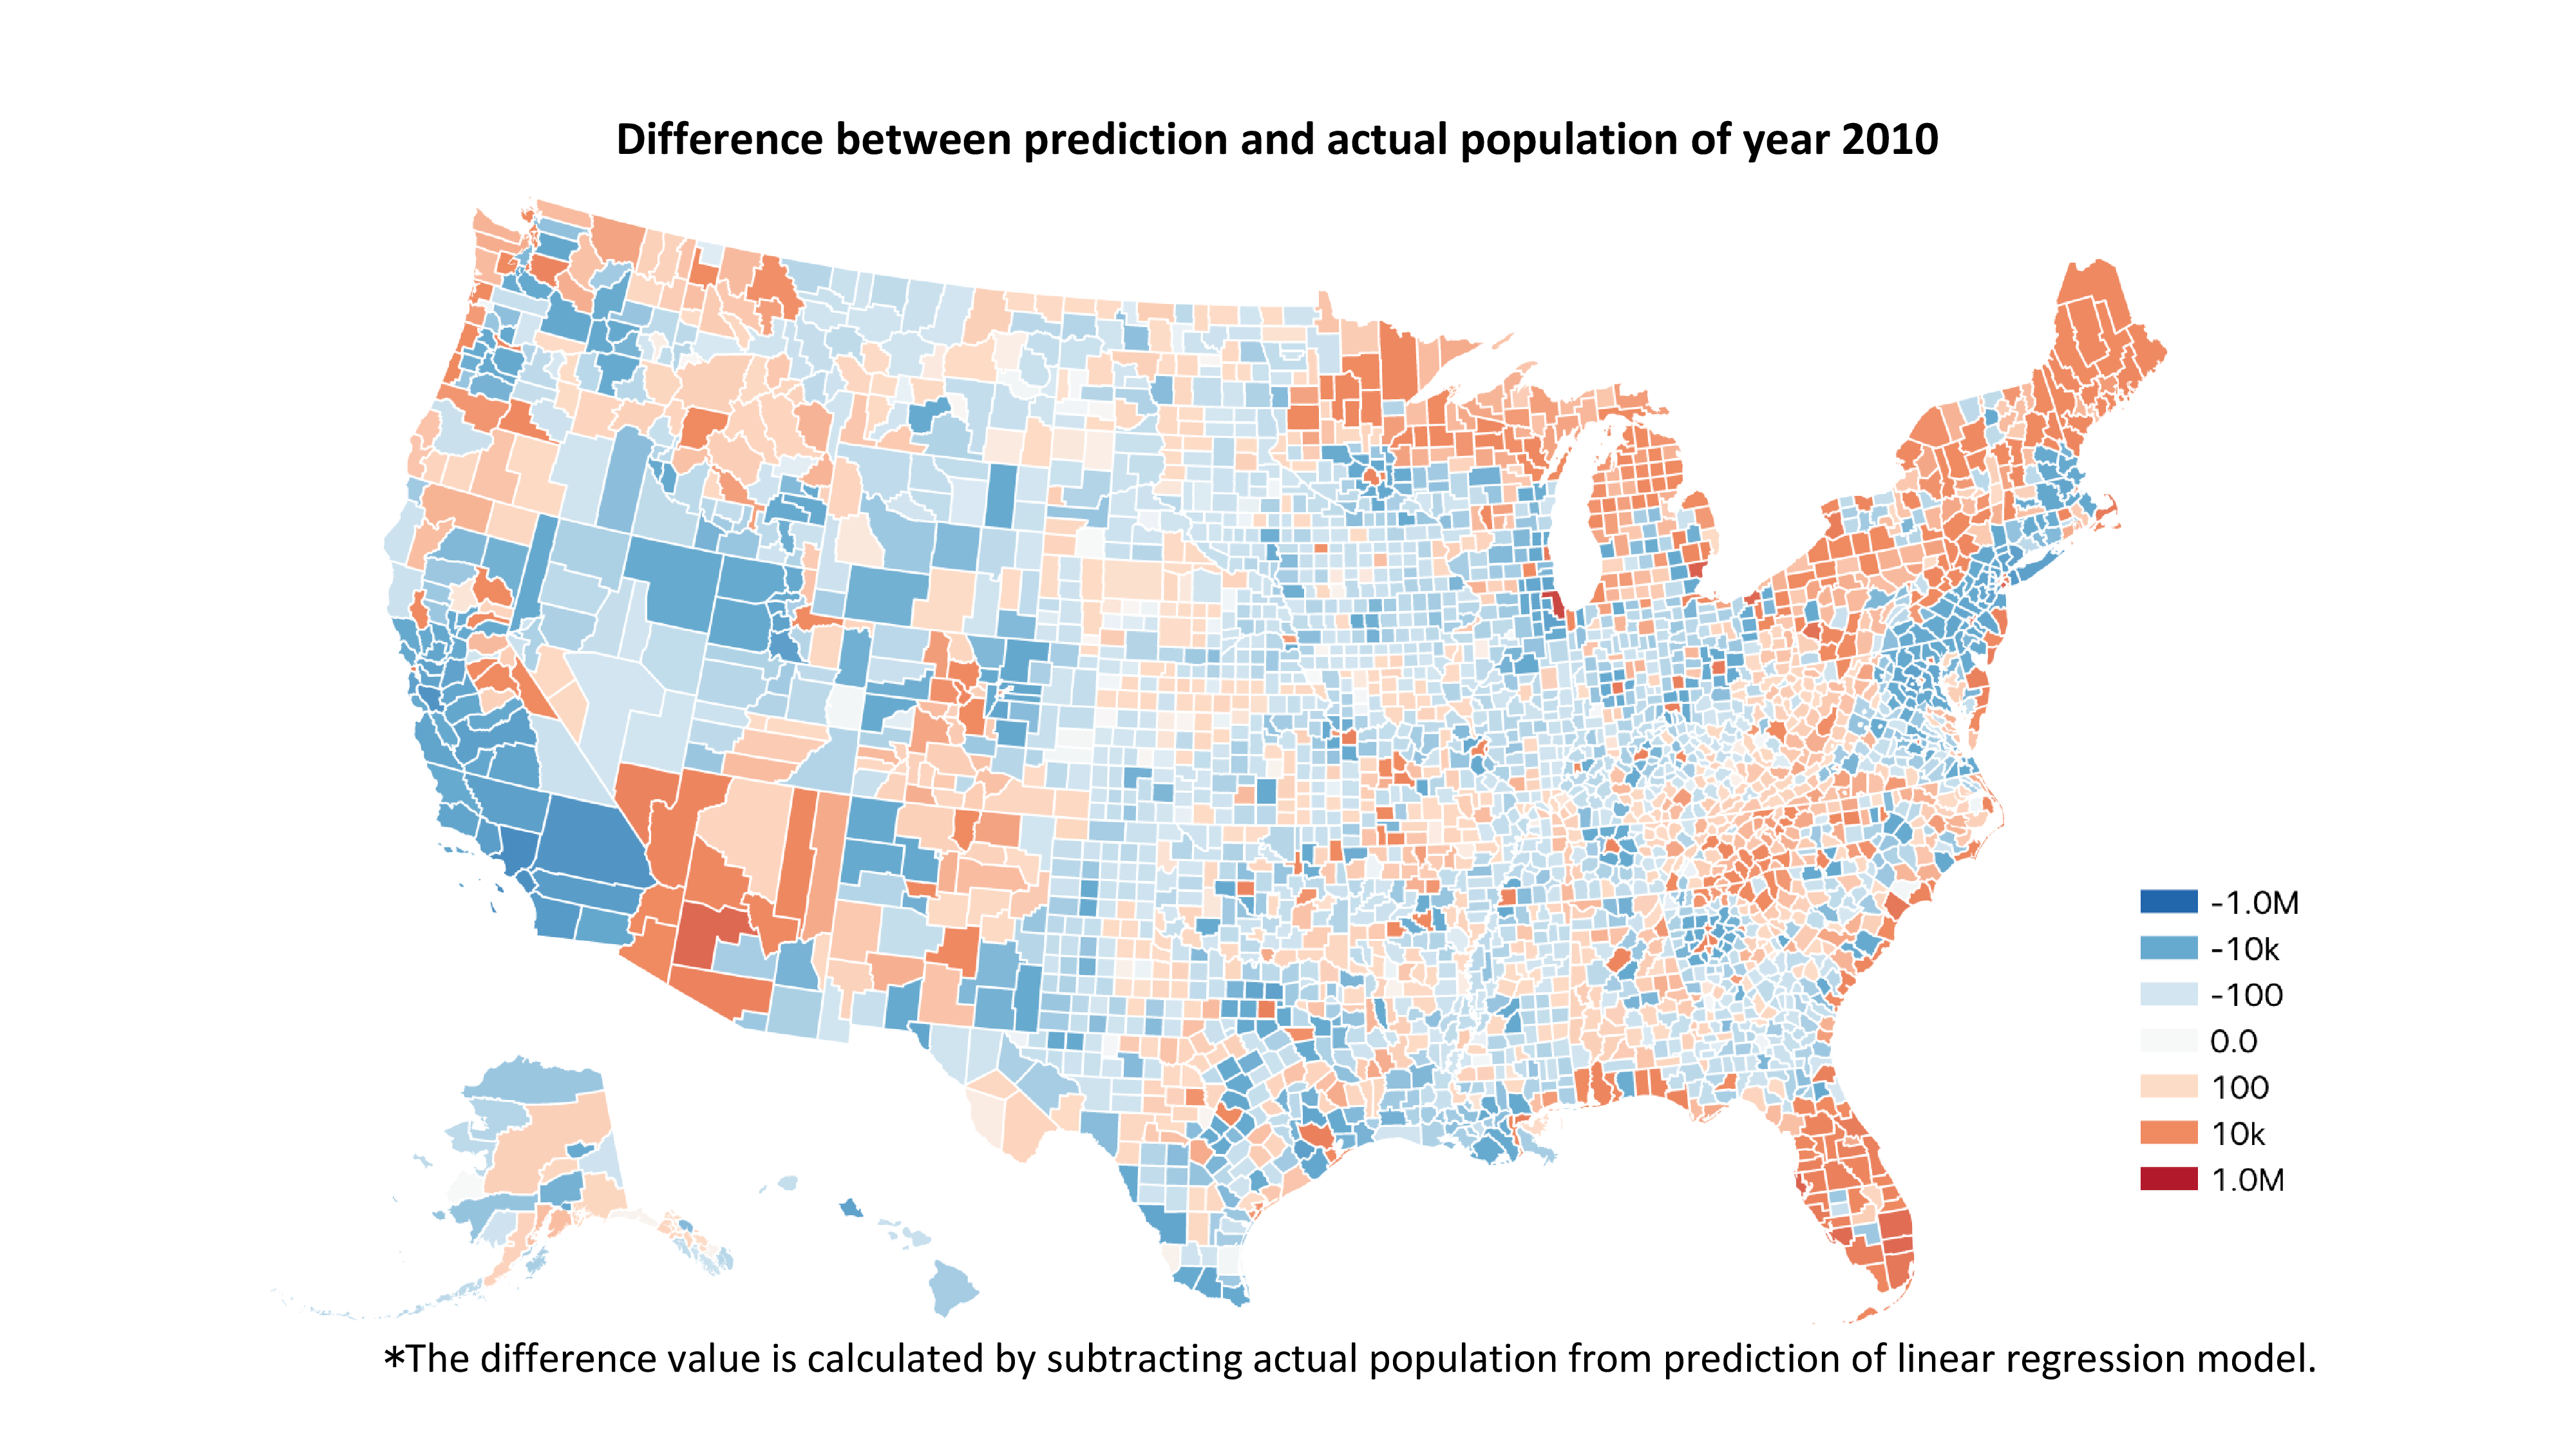 Difference between prediction and actual population of year 2010
-1.0M
-10k
-100
0.0
100
10k
1.0M
*The difference value is calculated by subtracting actual population from prediction of linear regression model.